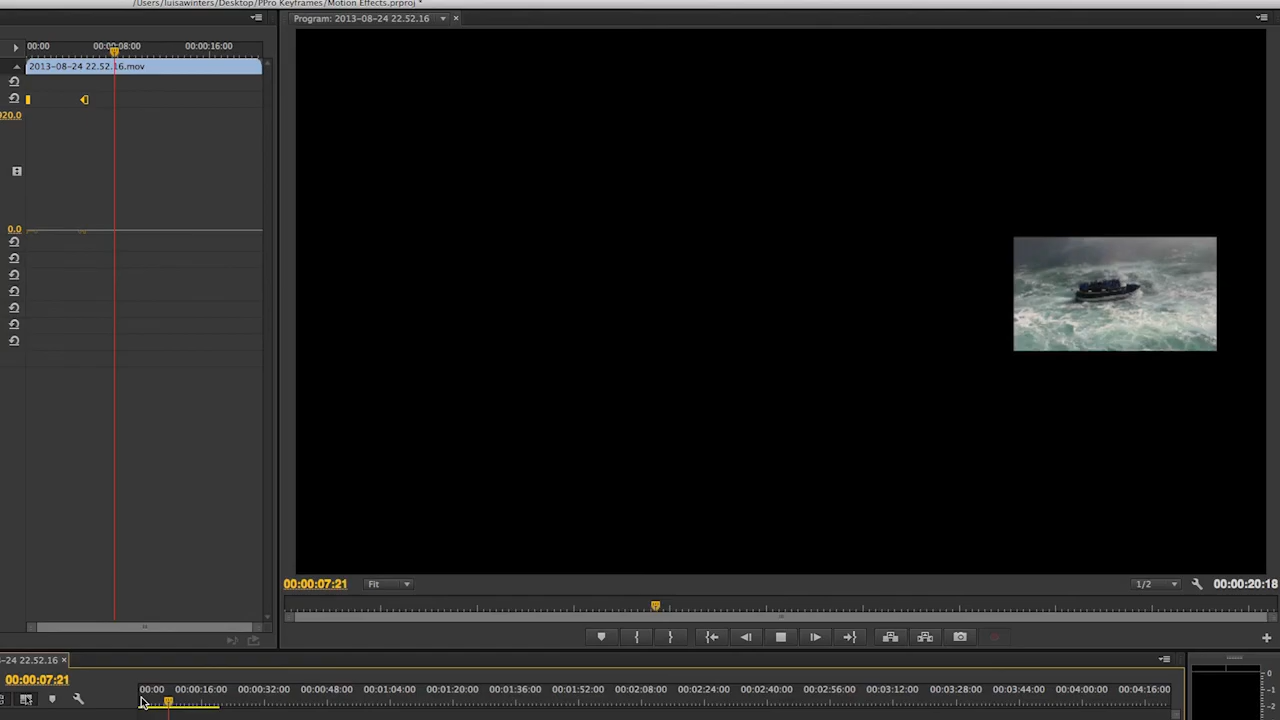 /Users/luisawinters/Desktop/PPro Keyframes/Motion Effects.prproj *
Program: 2013-08-24 22.52.16
00:00 00:00:08:00 00:00:16:00
2013-08-24 22.52.16.mov
920.0
0.0
00:00:07:21 Fit 1/2 00:00:20:18
-24 22.52.16
00:00:07:21
00:00 00:00:16:00 00:00:32:00 00:00:48:00 00:01:04:00 00:01:20:00 00:01:36:00 00:01:52:00 00:02:08:00 00:02:24:00 00:02:40:00 00:02:56:00 00:03:12:00 00:03:28:00 00:03:44:00 00:04:00:00 00:04:16:00
0
-1
-2